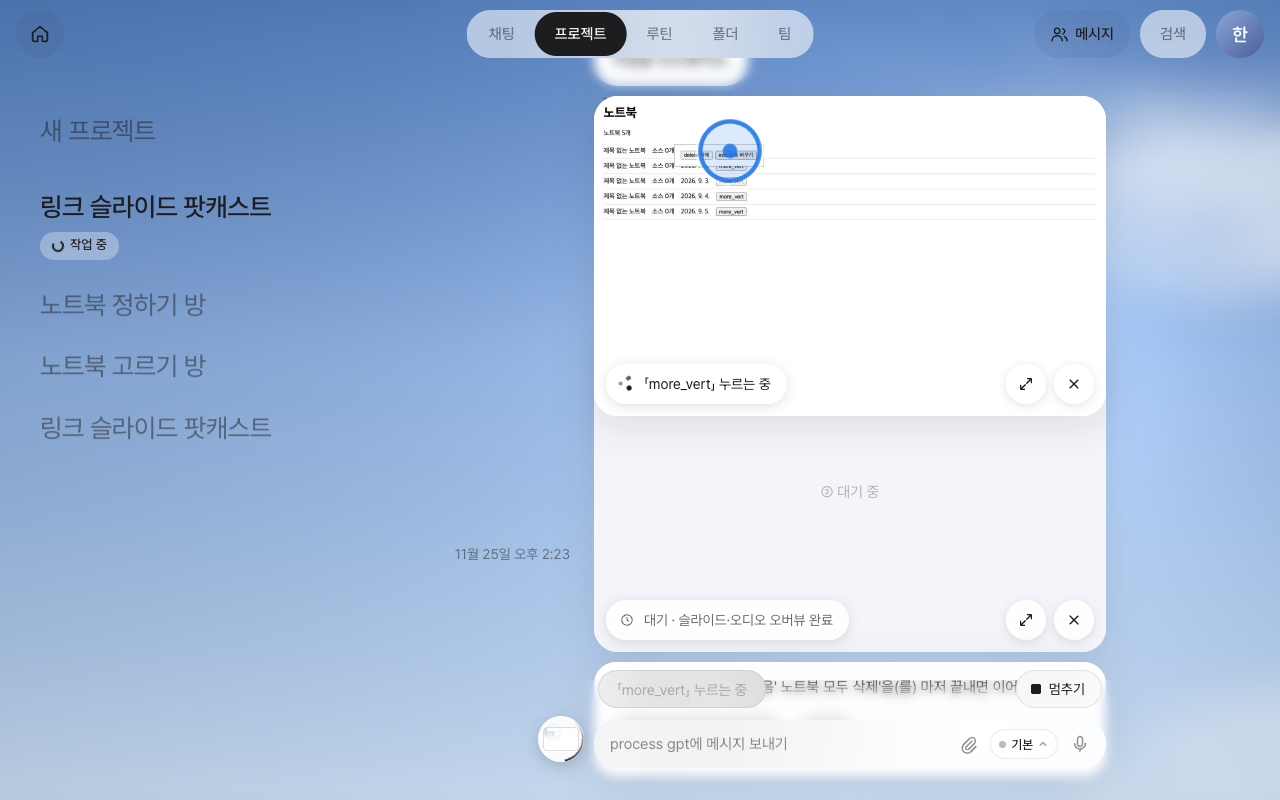 채팅
프로젝트
루틴
폴더
팀
메시지
검색
한
새 프로젝트
링크 슬라이드 팟캐스트
작업 중
노트북 정하기 방
노트북 고르기 방
링크 슬라이드 팟캐스트
11월 25일 오후 2:23
노트북
노트북 5개
제목 없는 노트북 소스 0개
제목 없는 노트북 소스 0개
제목 없는 노트북 소스 0개 2026. 9. 3.
제목 없는 노트북 소스 0개 2026. 9. 4. more_vert
제목 없는 노트북 소스 0개 2026. 9. 5. more_vert
「more_vert」 누르는 중
② 대기 중
대기 · 슬라이드·오디오 오버뷰 완료
「more_vert」 누르는 중
노트북 모두 삭제'을(를) 마저 끝내면 이어
멈추기
process gpt에 메시지 보내기
기본